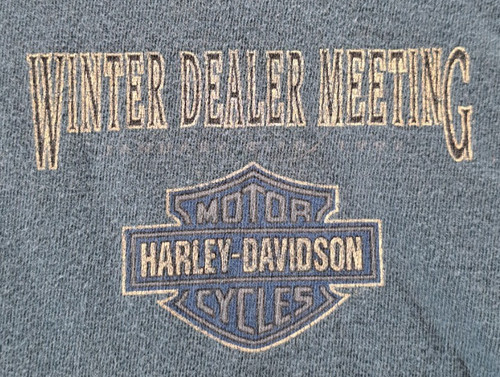 WINTER DEALER MEETING
MOTOR
HARLEY-DAVIDSON
CYCLES